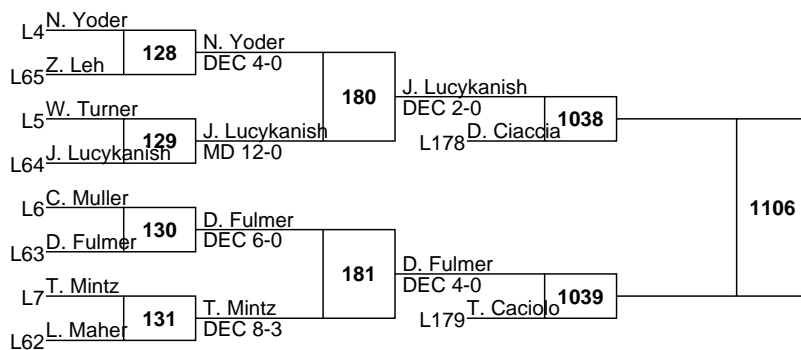 L4 N. Yoder
128 N. Yoder
DEC 4-0
L65 Z. Leh
180 J. Lucykanish
DEC 2-0
1038
L5 W. Turner
129 J. Lucykanish
MD 12-0
L178 D. Ciaccia
L64 J. Lucykanish
1106
L6 C. Muller
130 D. Fulmer
DEC 6-0
L63 D. Fulmer
181 D. Fulmer
DEC 4-0
1039
L7 T. Mintz
131 T. Mintz
DEC 8-3
L179 T. Caciolo
L62 L. Maher